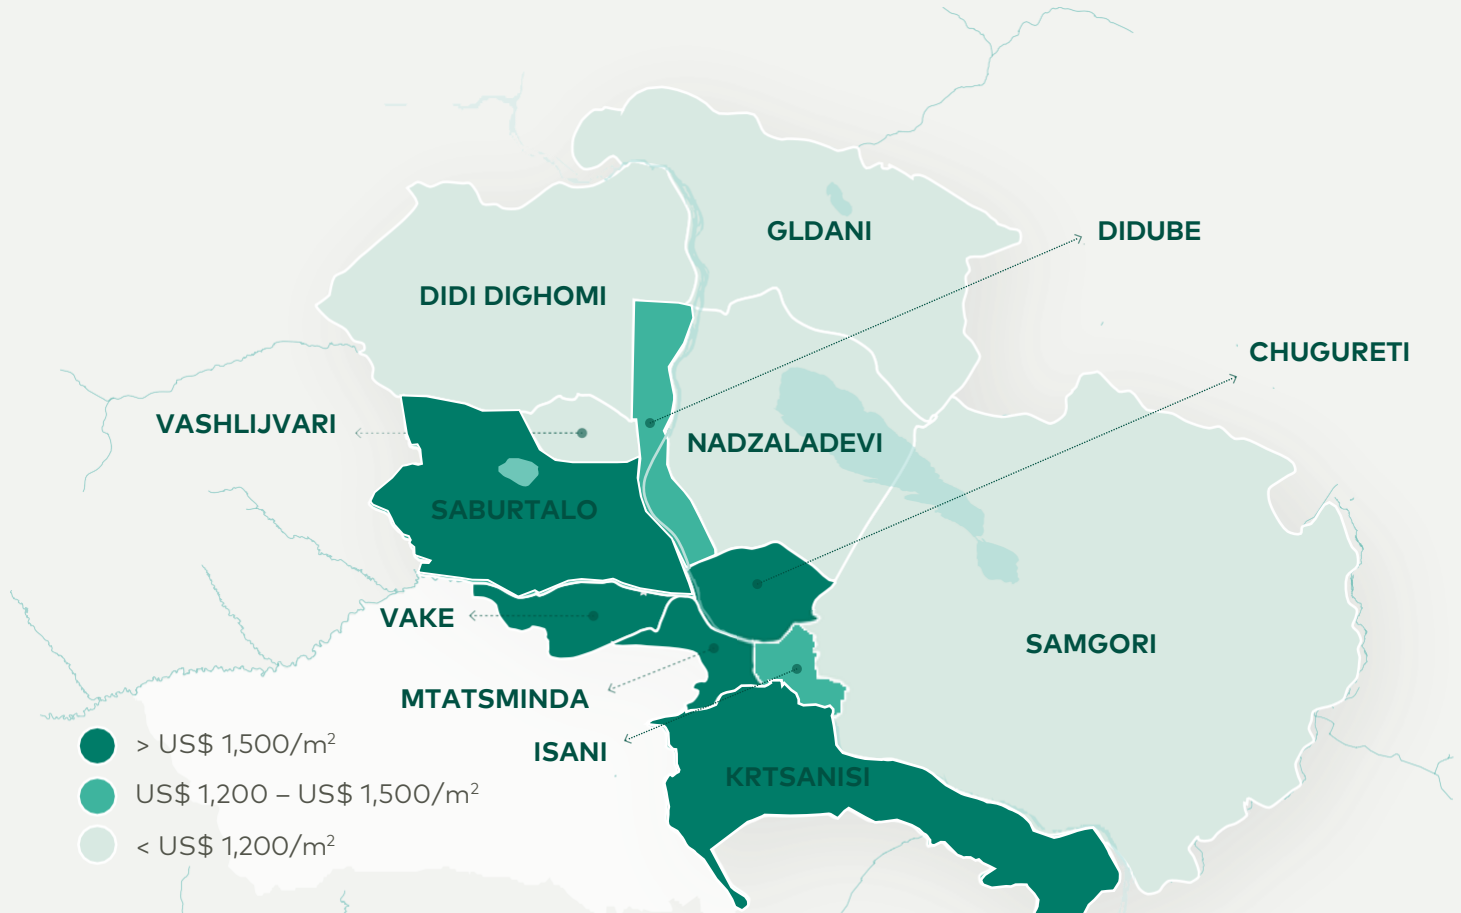 GLDANI
DIDUBE
DIDI DIGHOMI
CHUGURETI
VASHLIJVARI
NADZALADEVI
SABURTALO
VAKE
SAMGORI
MTATSMINDA
ISANI
KRTSANISI
> US$ 1,500/m²
US$ 1,200 – US$ 1,500/m²
< US$ 1,200/m²